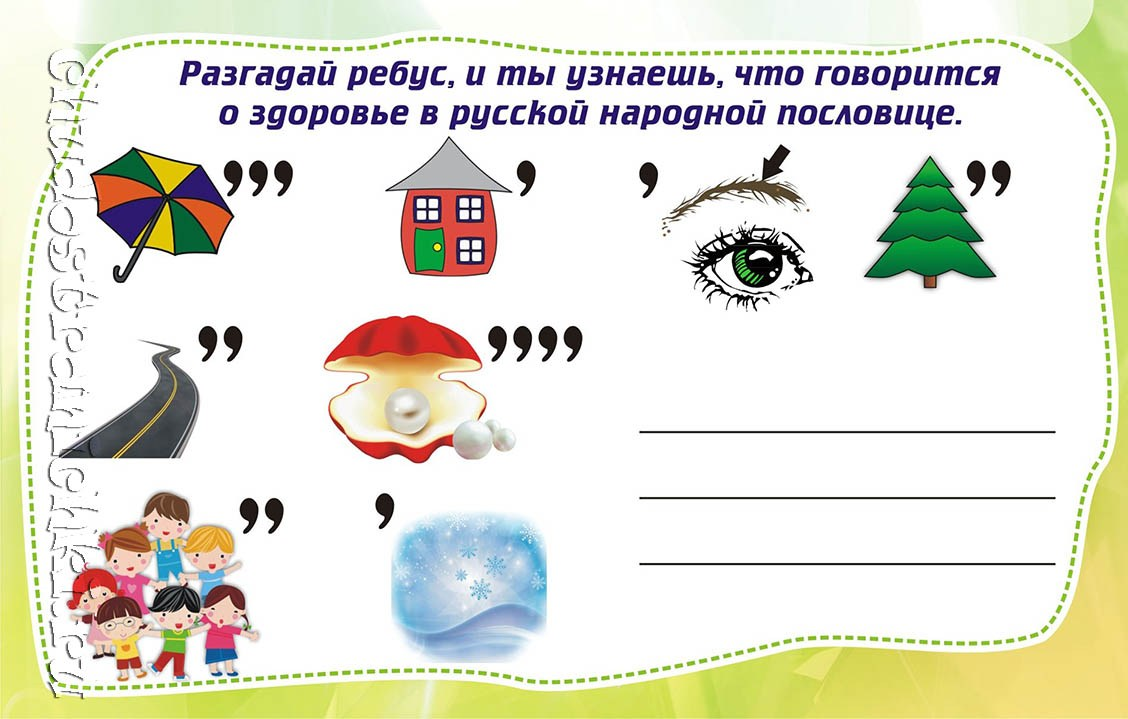 Разгадай ребус, и ты узнаешь, что говорится
о здоровье в русской народной пословице.